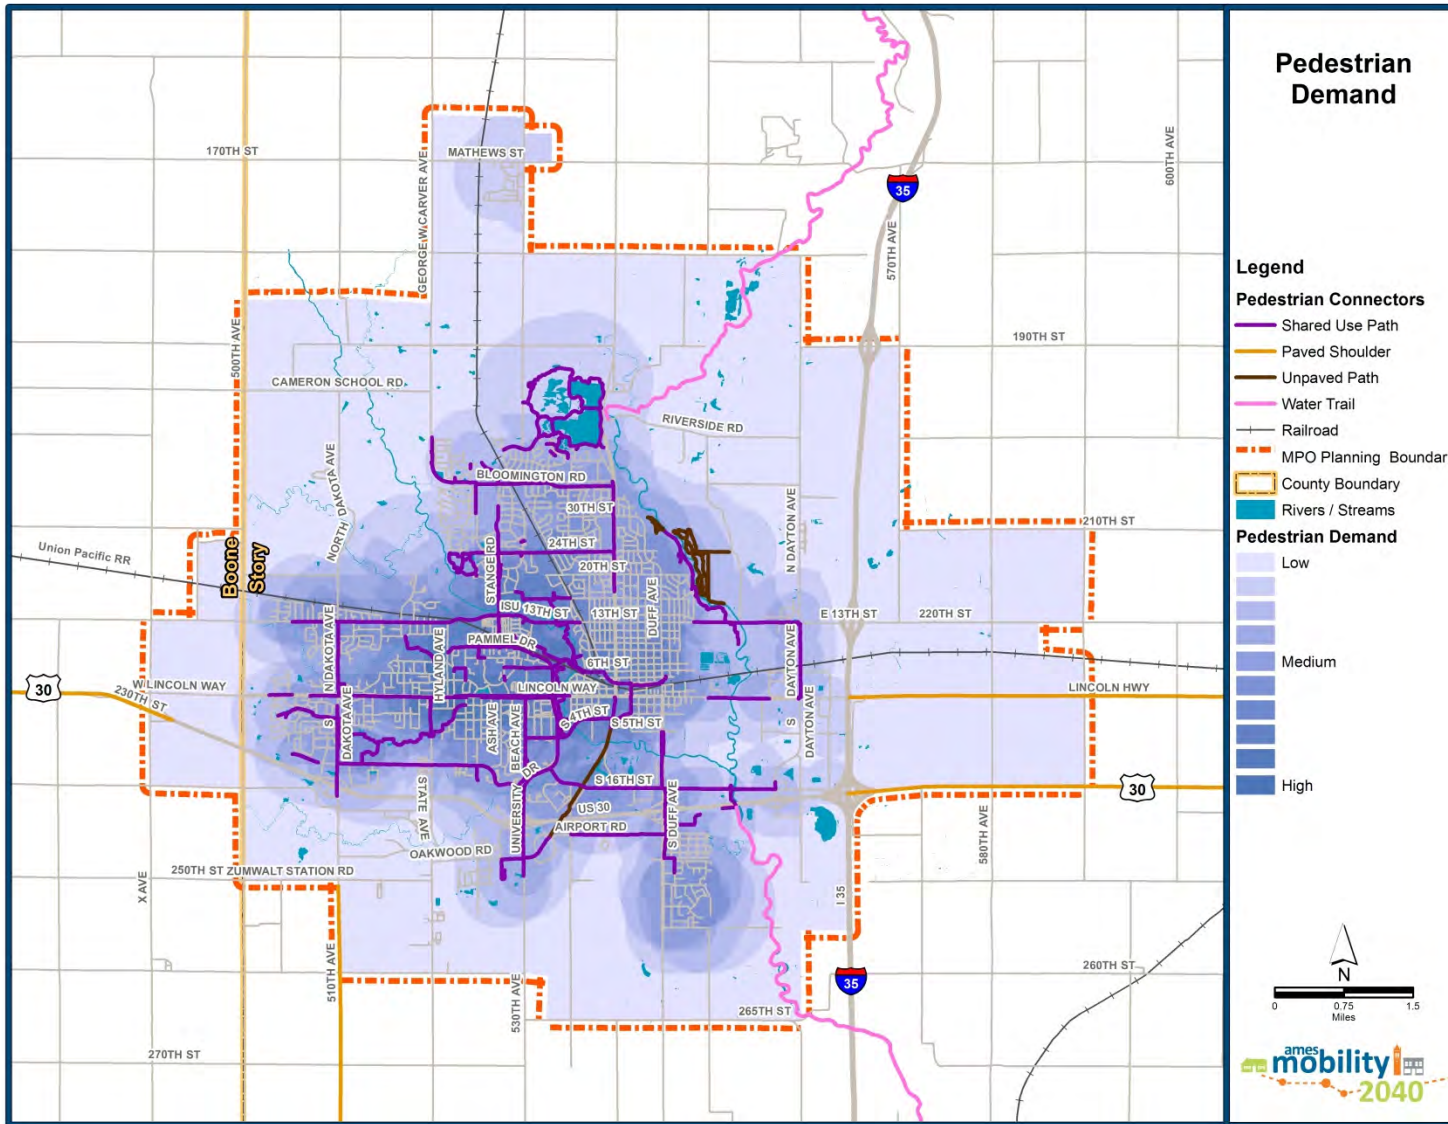 Pedestrian
Demand
Legend
Pedestrian Connectors
Shared Use Path
Paved Shoulder
Unpaved Path
Water Trail
Railroad
MPO Planning Boundar
County Boundary
Rivers / Streams
Pedestrian Demand
Low
Medium
High
N
0
0.75
1.5
Miles
ames
mobility
2040
170TH ST
MATHEWS ST
GEORGE W CARVER AVE
600TH AVE
35
570TH AVE
190TH ST
500TH AVE
CAMERON SCHOOL RD
RIVERSIDE RD
NORTH DAKOTA AVE
BLOOMINGTON RD
30TH ST
N DAYTON AVE
210TH ST
Union Pacific RR
Boone
Story
STANGE RD
24TH ST
20TH ST
ISU 13TH ST
13TH ST
DUFF AVE
E 13TH ST
220TH ST
N DAKOTA AVE
PAMMEL DR
HYLAND AVE
6TH ST
DAYTON AVE
30
W LINCOLN WAY
230TH ST
LINCOLN WAY
LINCOLN HWY
S
DAKOTA AVE
ASH AVE
BEACH AVE
S 4TH ST
S 5TH ST
S
DAYTON AVE
STATE AVE
UNIVERSITY
DR
S 16TH ST
US 30
30
AIRPORT RD
S DUFF AVE
580TH AVE
OAKWOOD RD
250TH ST ZUMWALT STATION RD
X AVE
I 35
510TH AVE
530TH AVE
260TH ST
35
265TH ST
270TH ST